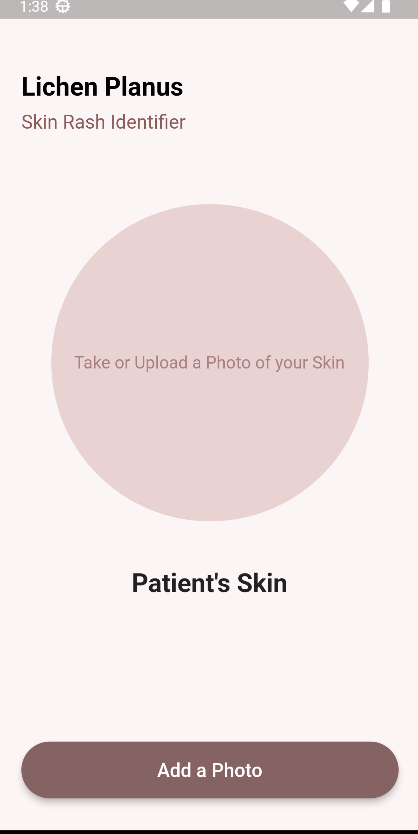 1:38
Lichen Planus
Skin Rash Identifier
Take or Upload a Photo of your Skin
Patient's Skin
Add a Photo